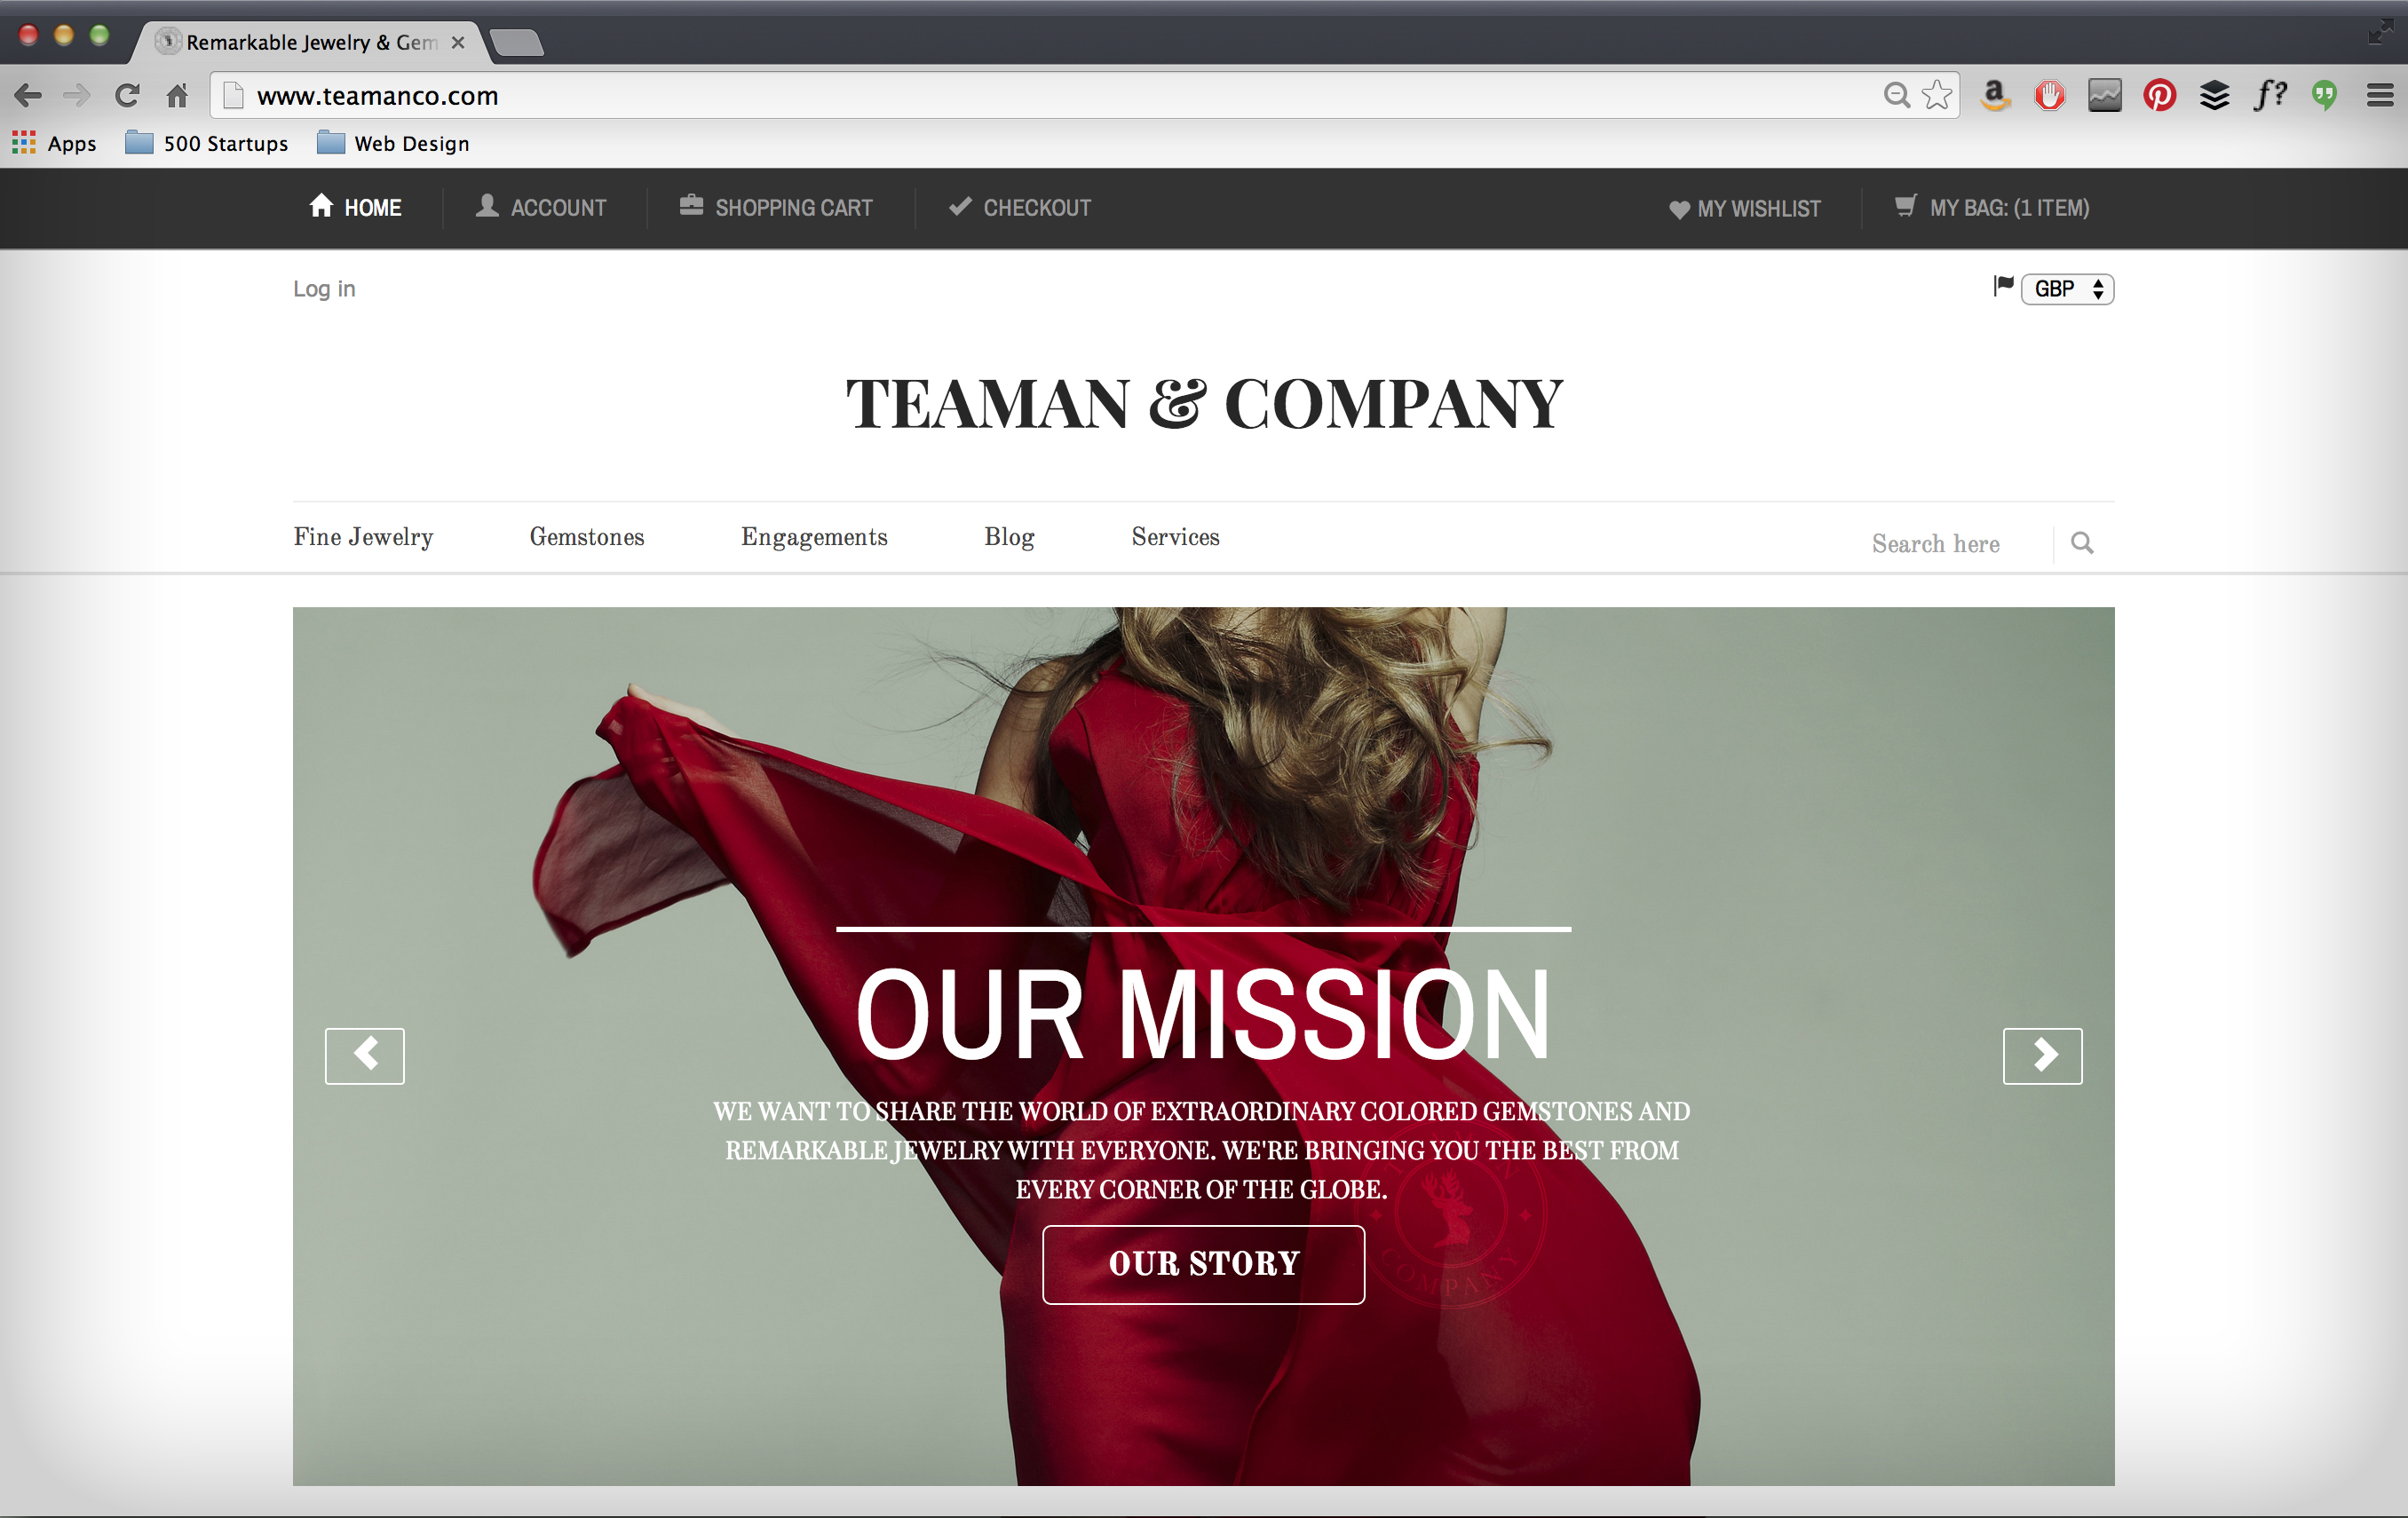 Remarkable Jewelry & Gem
www.teamanco.com
Apps 500 Startups Web Design
HOME ACCOUNT SHOPPING CART CHECKOUT MY WISHLIST MY BAG: (1 ITEM)
Log in GBP
TEAMAN & COMPANY
Fine Jewelry Gemstones Engagements Blog Services Search here
OUR MISSION
WE WANT TO SHARE THE WORLD OF EXTRAORDINARY COLORED GEMSTONES AND
REMARKABLE JEWELRY WITH EVERYONE. WE'RE BRINGING YOU THE BEST FROM
EVERY CORNER OF THE GLOBE.
OUR STORY
COMPANY